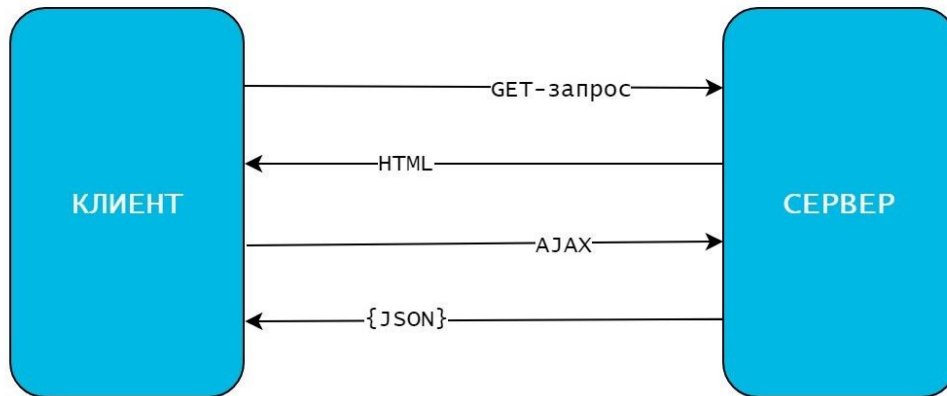 GET-запрос
HTML
КЛИЕНТ
СЕРВЕР
AJAX
{JSON}